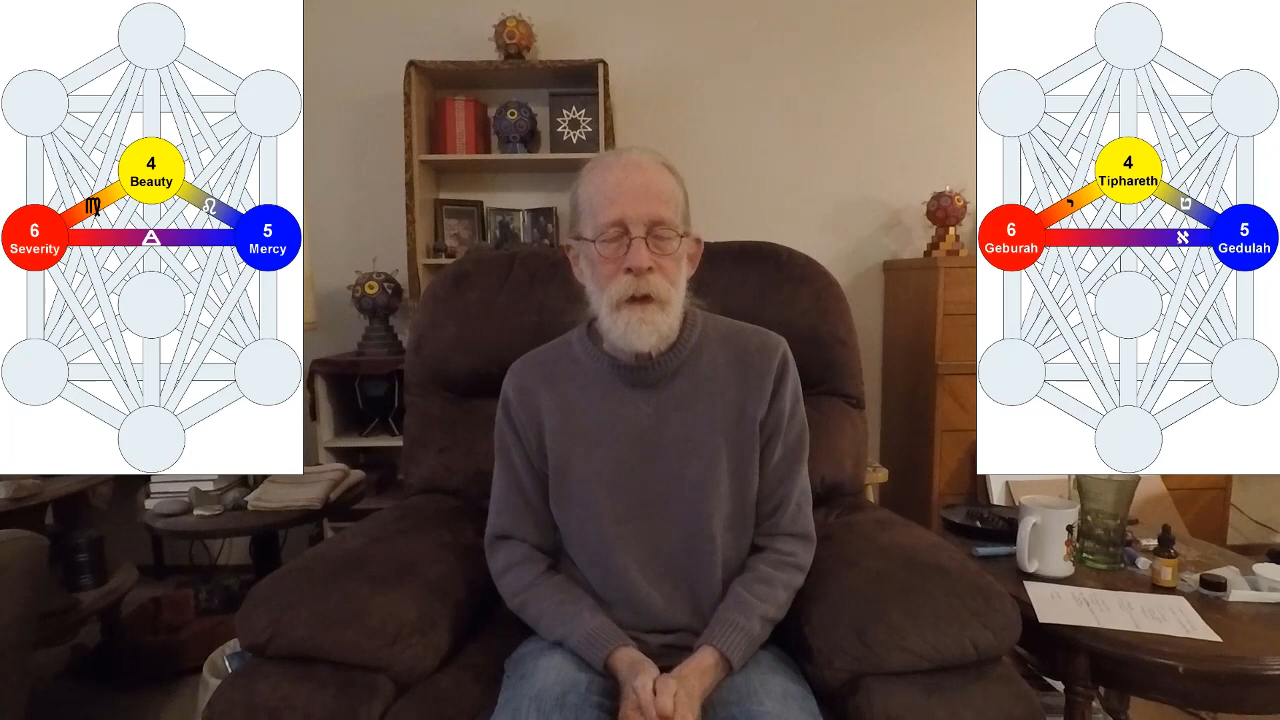 4
Beauty
♍
♌
6
Severity
🜁
5
Mercy
4
Tiphareth
י
ט
6
Geburah
א
5
Gedulah